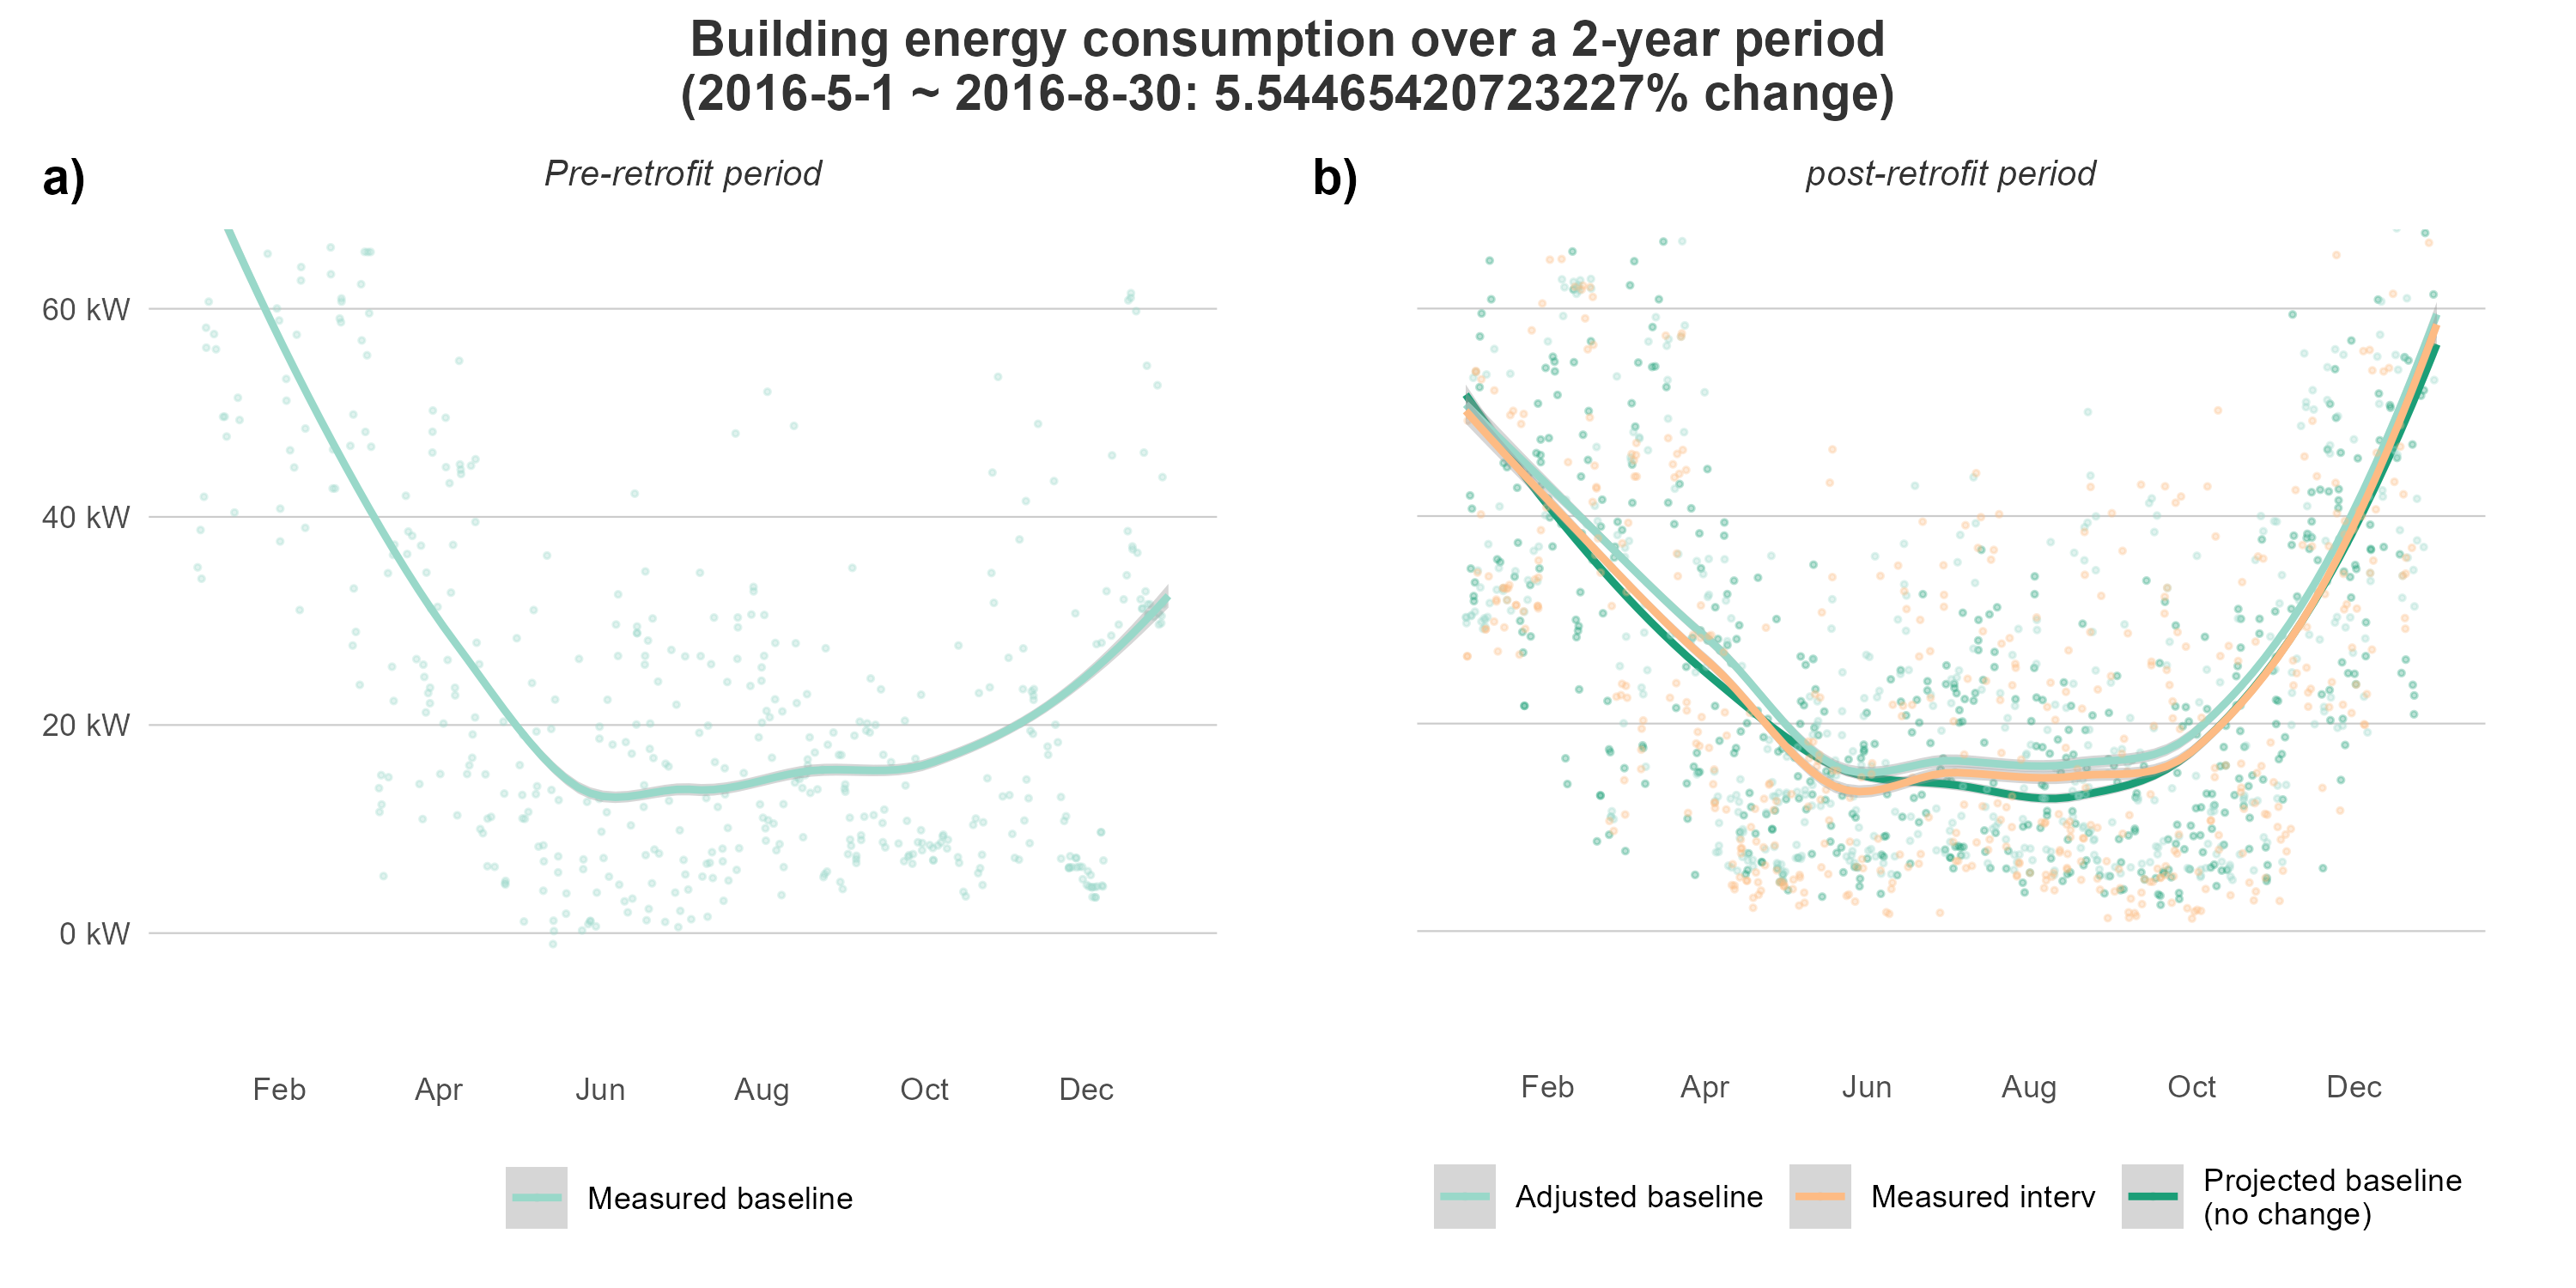 Building energy consumption over a 2-year period
(2016-5-1 ~ 2016-8-30: 5.54465420723227% change)
a)
Pre-retrofit period
60 kW
40 kW
20 kW
0 kW
Feb Apr Jun Aug Oct Dec
Measured baseline
b)
post-retrofit period
Feb Apr Jun Aug Oct Dec
Adjusted baseline
Measured interv
Projected baseline
(no change)